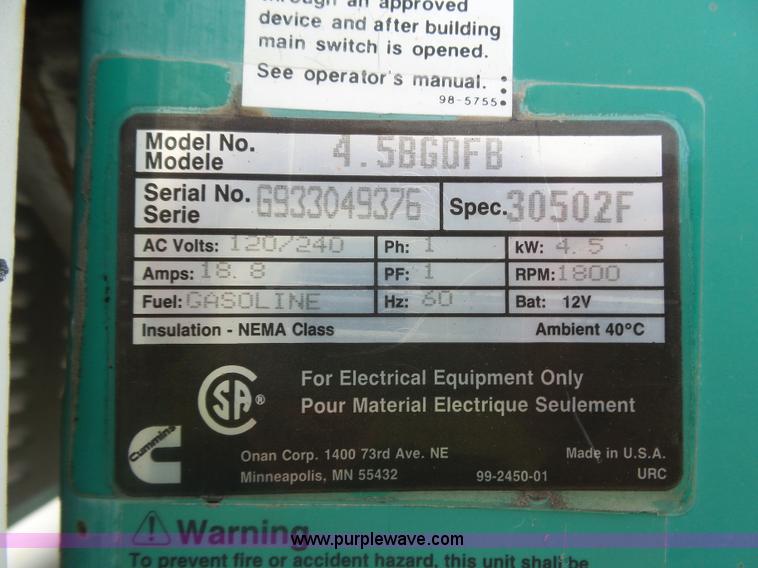 through an approved
device and after building
main switch is opened.
See operator's manual.
98-5755
Model No. 4.5BGDFB
Modele
Serial No. G933049376 Spec. 30502F
Serie
AC Volts: 120/240 Ph: 1 kW: 4.5
Amps: 18.8 PF: 1 RPM: 1800
Fuel: GASOLINE Hz: 60 Bat: 12V
Insulation - NEMA Class Ambient 40°C
CSA ®
For Electrical Equipment Only
Pour Material Electrique Seulement
Cummins
Onan Corp. 1400 73rd Ave. NE Made in U.S.A.
Minneapolis, MN 55432 99-2450-01 URC
Warning
www.purplewave.com
To prevent fire or accident hazard, this unit shall be